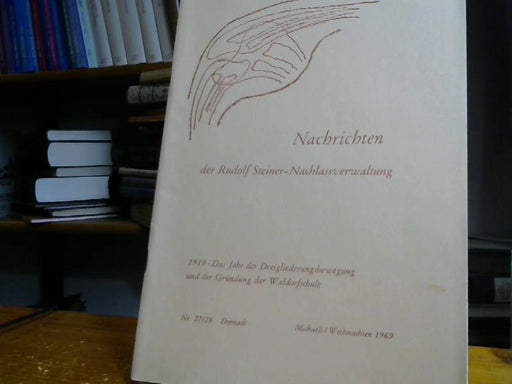 Nachrichten
der Rudolf Steiner-Nachlassverwaltung
1919-Das Jahr der Dreigliederungsbewegung
und der Gründung der Waldorfschule
Nr. 27/28 Dornach
Michaeli/Weihnachten 1969